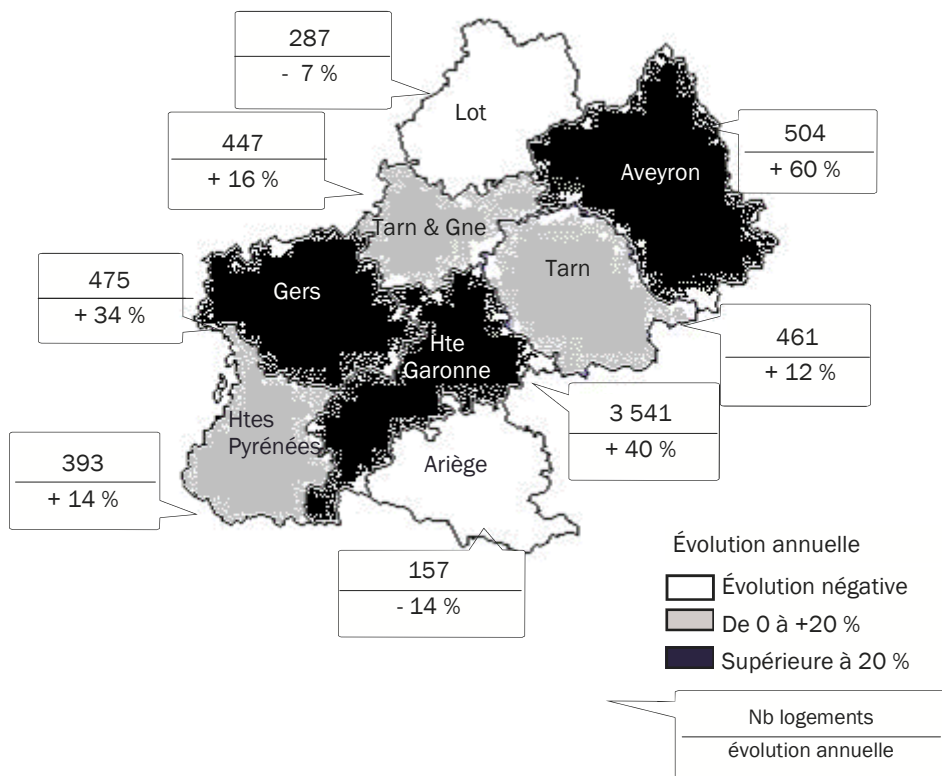 287
- 7 %
Lot
447
+ 16 %
504
+ 60 %
Aveyron
Tarn & Gne
Tarn
475
+ 34 %
Gers
Hte
Garonne
461
+ 12 %
3 541
+ 40 %
Htes
Pyrénées
Ariège
393
+ 14 %
157
- 14 %
Évolution annuelle
Évolution négative
De 0 à +20 %
Supérieure à 20 %
Nb logements
évolution annuelle